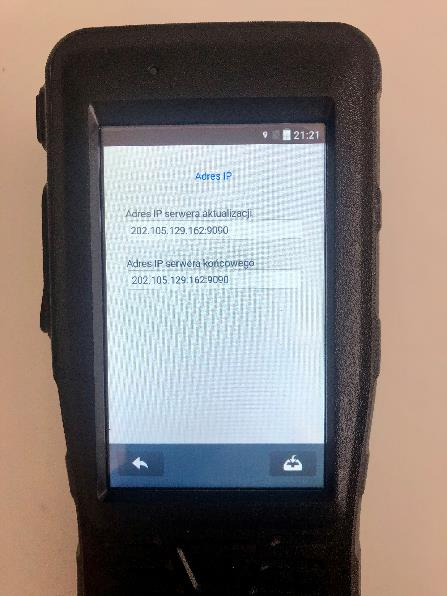 21:21
Adres IP
Adres IP serwera aktualizacji
202.105.129.162:9090
Adres IP serwera końcowego
202.105.129.162:9090